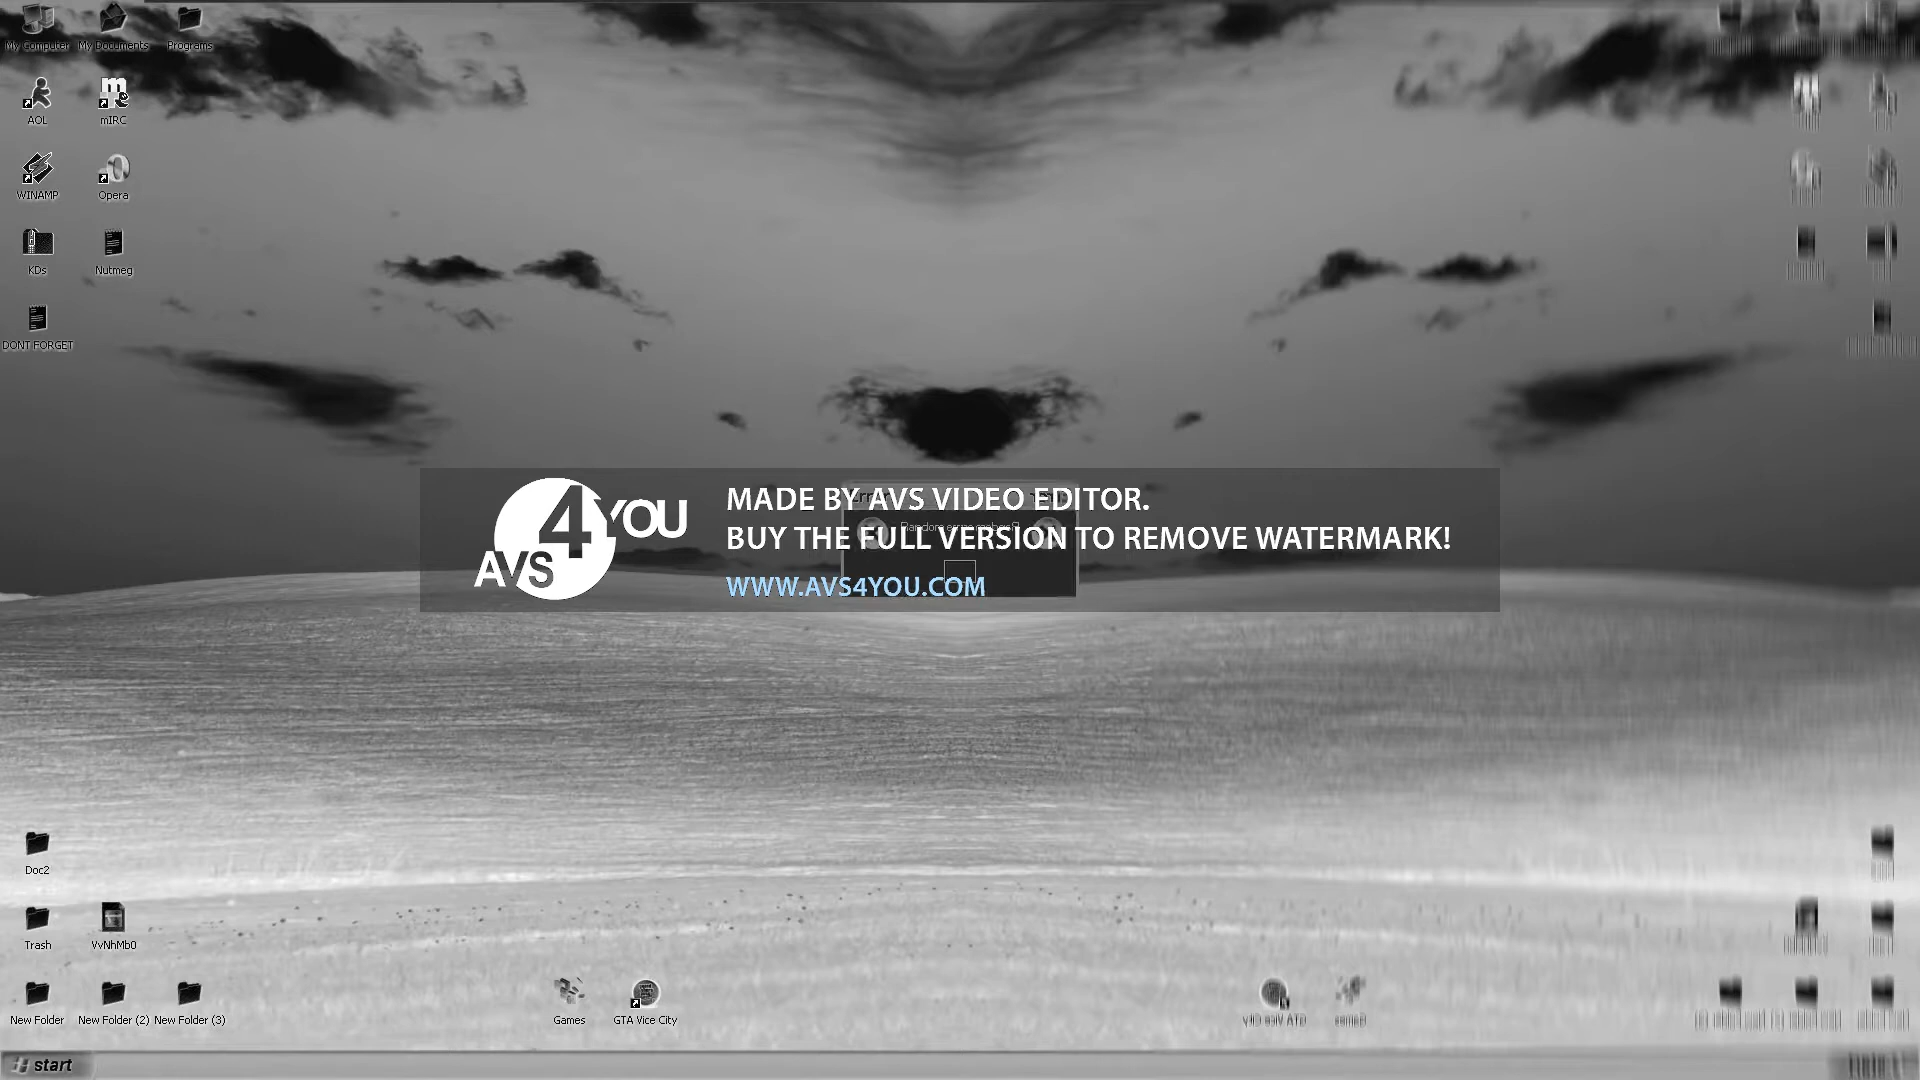 My Computer
My Documents
Programs
AOL
mIRC
WINAMP
Opera
KDs
Nutmeg
DONT FORGET
AVS4YOU
MADE BY AVS VIDEO EDITOR.
BUY THE FULL VERSION TO REMOVE WATERMARK!
WWW.AVS4YOU.COM
Doc2
Trash
VvNhMb0
New Folder
New Folder (2)
New Folder (3)
Games
GTA Vice City
start